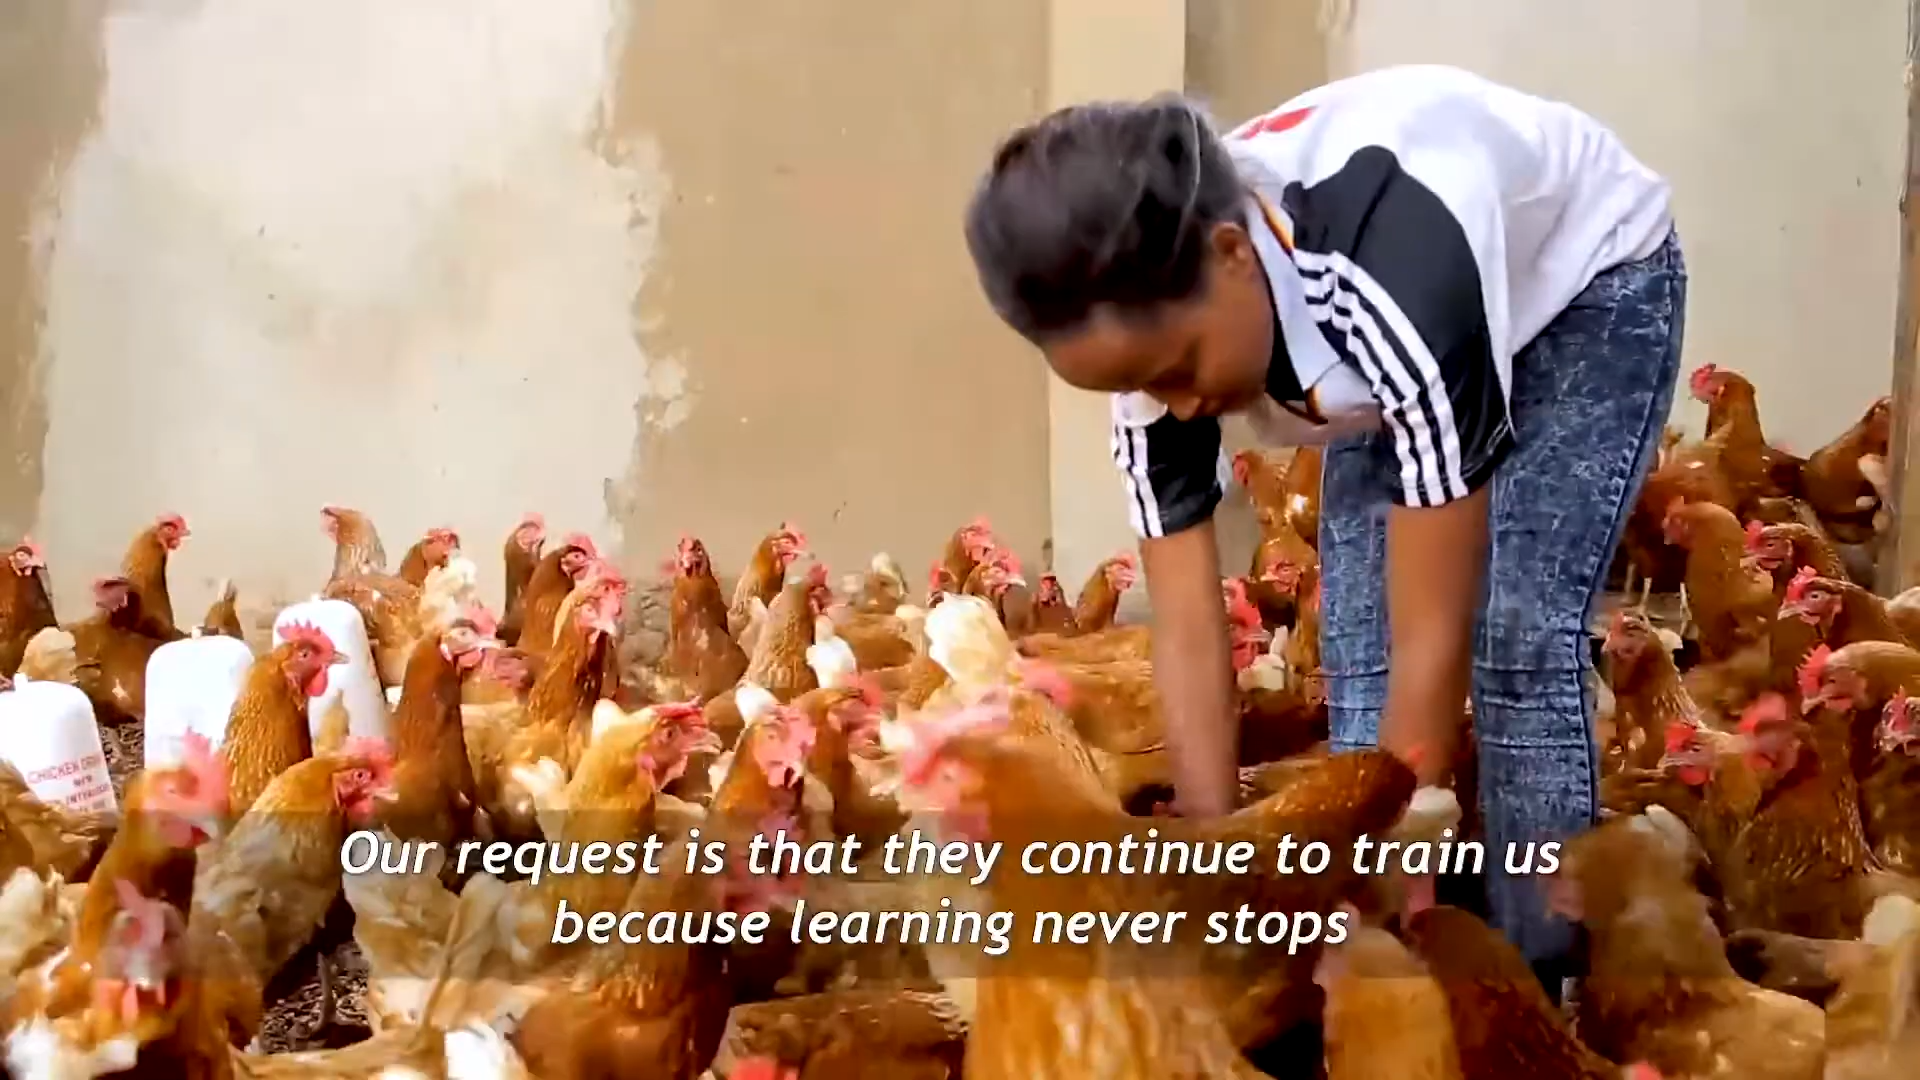 CHICKEN
Our request is that they continue to train us
because learning never stops